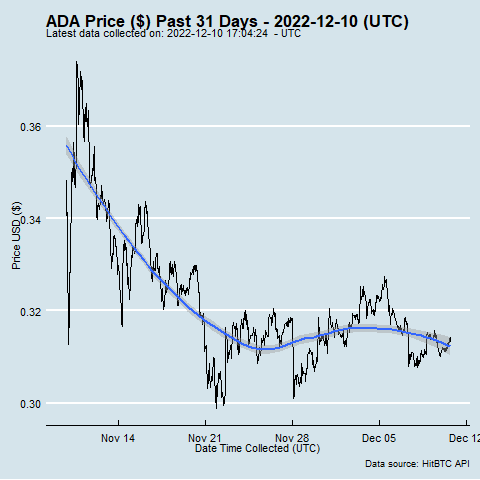 ADA Price ($) Past 31 Days - 2022-12-10 (UTC)
Latest data collected on: 2022-12-10 17:04:24 - UTC
0.36
0.34
0.32
0.30
Price USD ($)
Nov 14
Nov 21
Nov 28
Dec 05
Dec 12
Date Time Collected (UTC)
Data source: HitBTC API